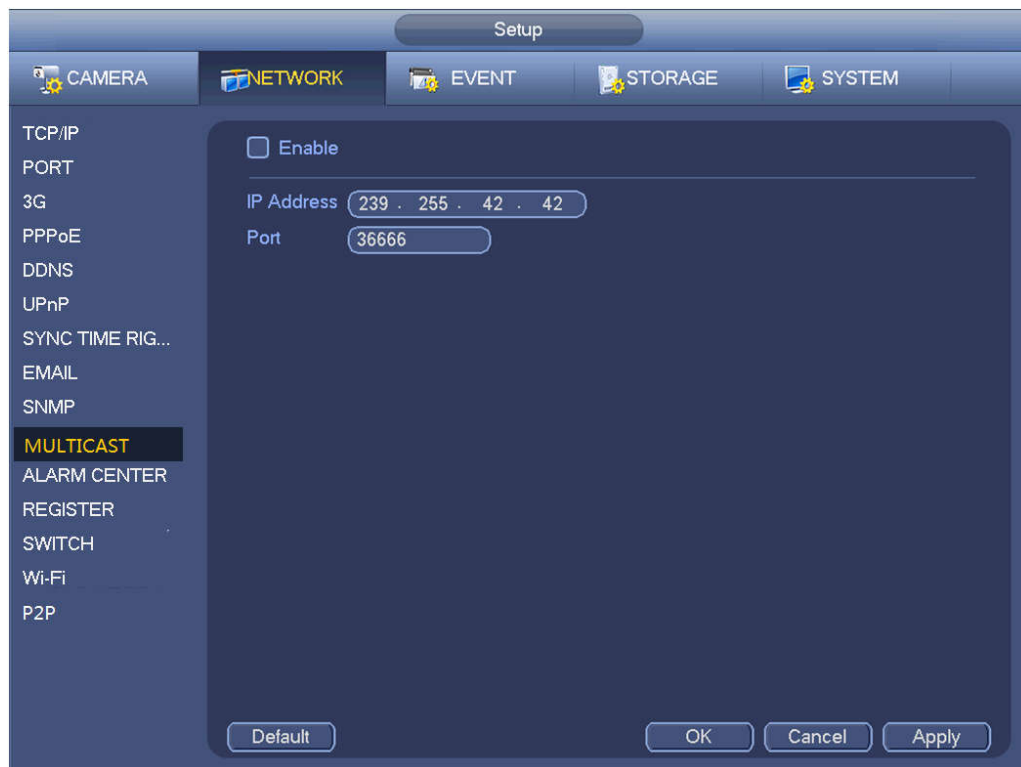 Setup
CAMERA NETWORK EVENT STORAGE SYSTEM
TCP/IP
PORT
3G
PPPoE
DDNS
UPnP
SYNC TIME RIG...
EMAIL
SNMP
MULTICAST
ALARM CENTER
REGISTER
SWITCH
Wi-Fi
P2P
Enable
IP Address 239 . 255 . 42 . 42
Port 36666
Default OK Cancel Apply